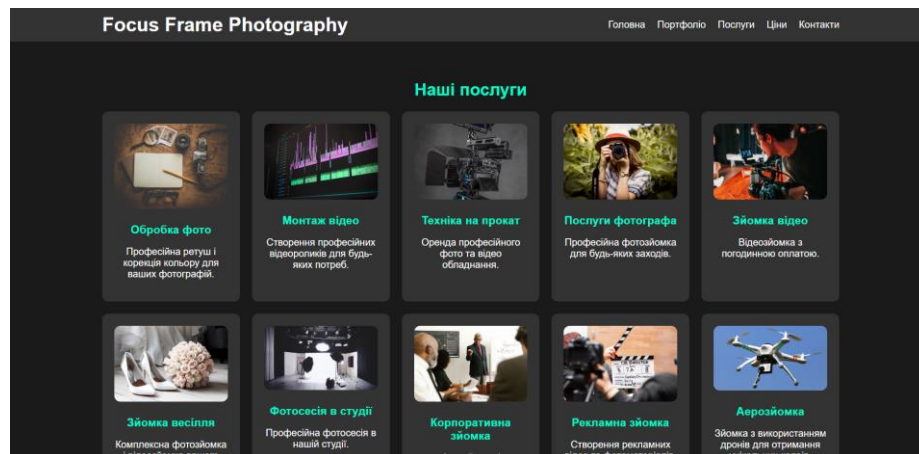 Focus Frame Photography
Головна Портфоліо Послуги Ціни Контакти
Наші послуги
Обробка фото
Професійна ретуш і
корекція кольору для
ваших фотографій.
Монтаж відео
Створення професійних
відеороликів для будь-
яких потреб.
Техніка на прокат
Оренда професійного
фото та відео
обладнання.
Послуги фотографа
Професійна фотозйомка
для будь-яких заходів.
Зйомка відео
Відеозйомка з
погодинною оплатою.
Зйомка весілля
Комплексна фотозйомка
Фотосесія в студії
Професійна фотосесія в
нашій студії.
Корпоративна
зйомка
Рекламна зйомка
Створення рекламних
Аерозйомка
Зйомка з використанням
дронів для отримання